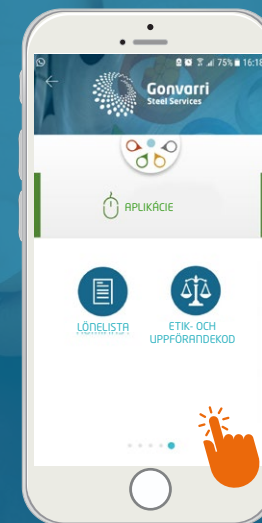 75% 16:18
Gonvarri
Steel Services
APLIKÁCIE
LÖNELISTA
ETIK- OCH
UPPFÖRANDEKOD